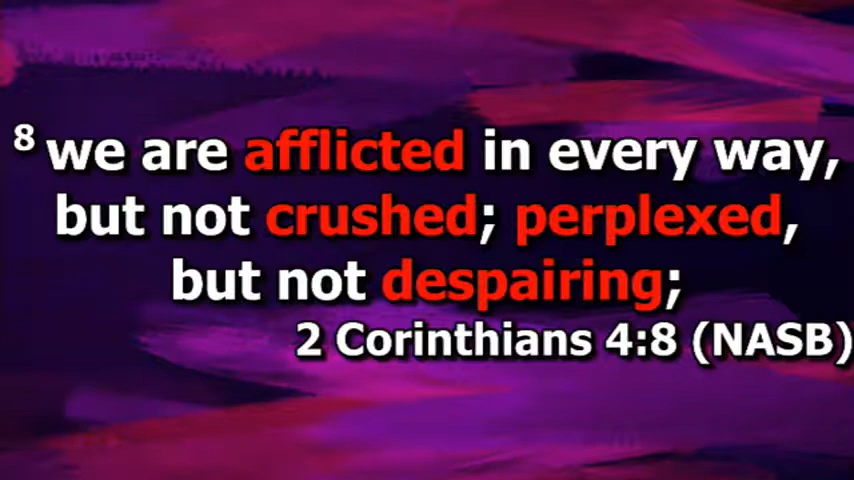 8 we are afflicted in every way,
but not crushed; perplexed,
but not despairing;
2 Corinthians 4:8 (NASB)